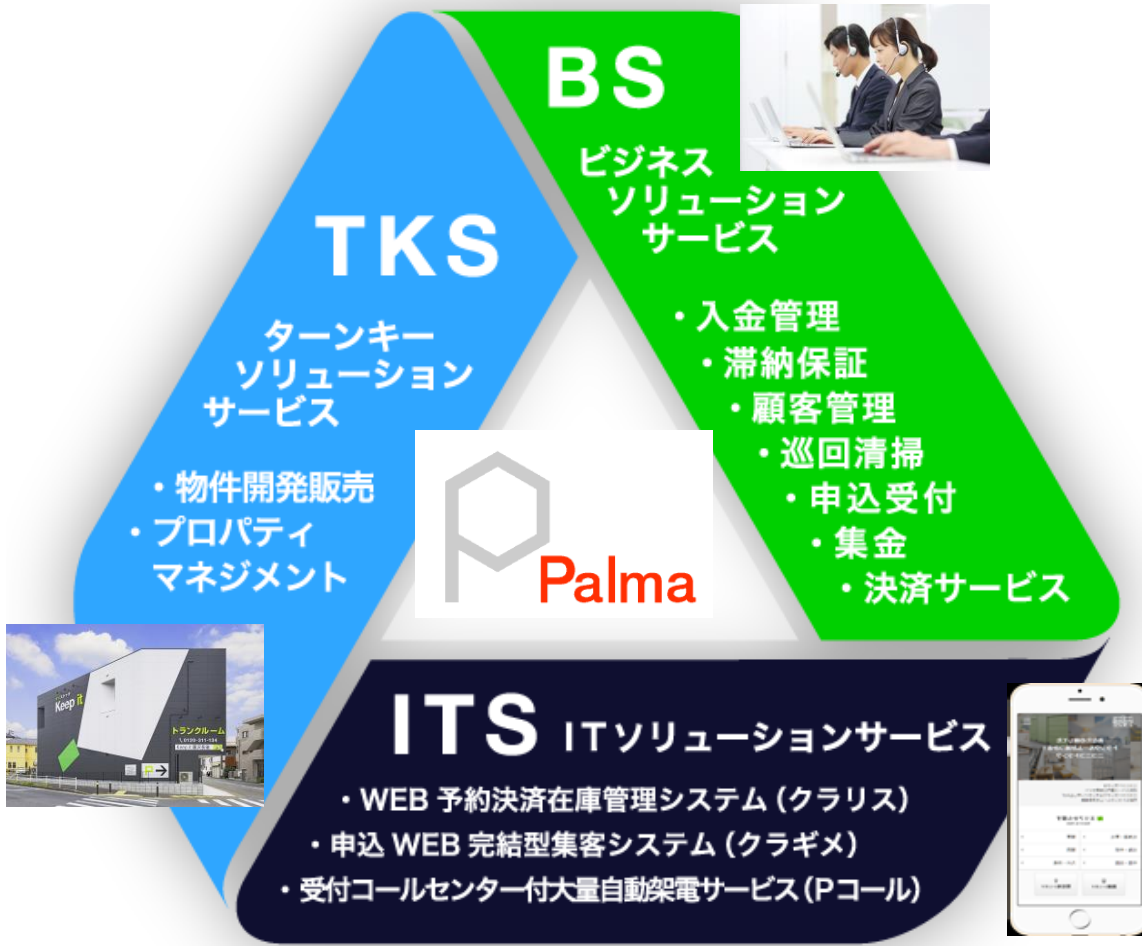 BS
ビジネス
ソリューション
サービス
・入金管理
・滞納保証
・顧客管理
・巡回清掃
・申込受付
・集金
・決済サービス
TKS
ターンキー
ソリューション
サービス
・物件開発販売
・プロパティ
マネジメント
Palma
Keep it
トランクルーム
ITS ITソリューションサービス
・WEB 予約決済在庫管理システム(クラリス)
・申込 WEB 完結型集客システム(クラギメ)
・受付コールセンター付大量自動架電サービス(Pコール)